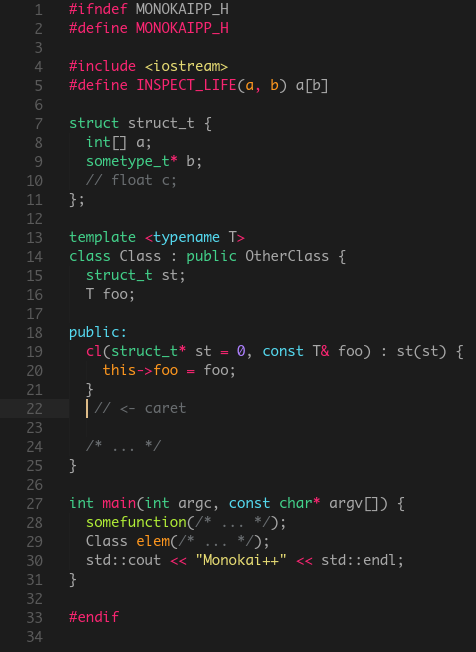 1 #ifndef MONOKAIPP_H
2 #define MONOKAIPP_H
3
4 #include <iostream>
5 #define INSPECT_LIFE(a, b) a[b]
6
7 struct struct_t {
8   int[] a;
9   sometype_t* b;
10   // float c;
11 };
12
13 template <typename T>
14 class Class : public OtherClass {
15   struct_t st;
16   T foo;
17
18 public:
19   cl(struct_t* st = 0, const T& foo) : st(st) {
20     this->foo = foo;
21   }
22   // <- caret
23
24   /* ... */
25 }
26
27 int main(int argc, const char* argv[]) {
28   somefunction(/* ... */);
29   Class elem(/* ... */);
30   std::cout << "Monokai++" << std::endl;
31 }
32
33 #endif
34